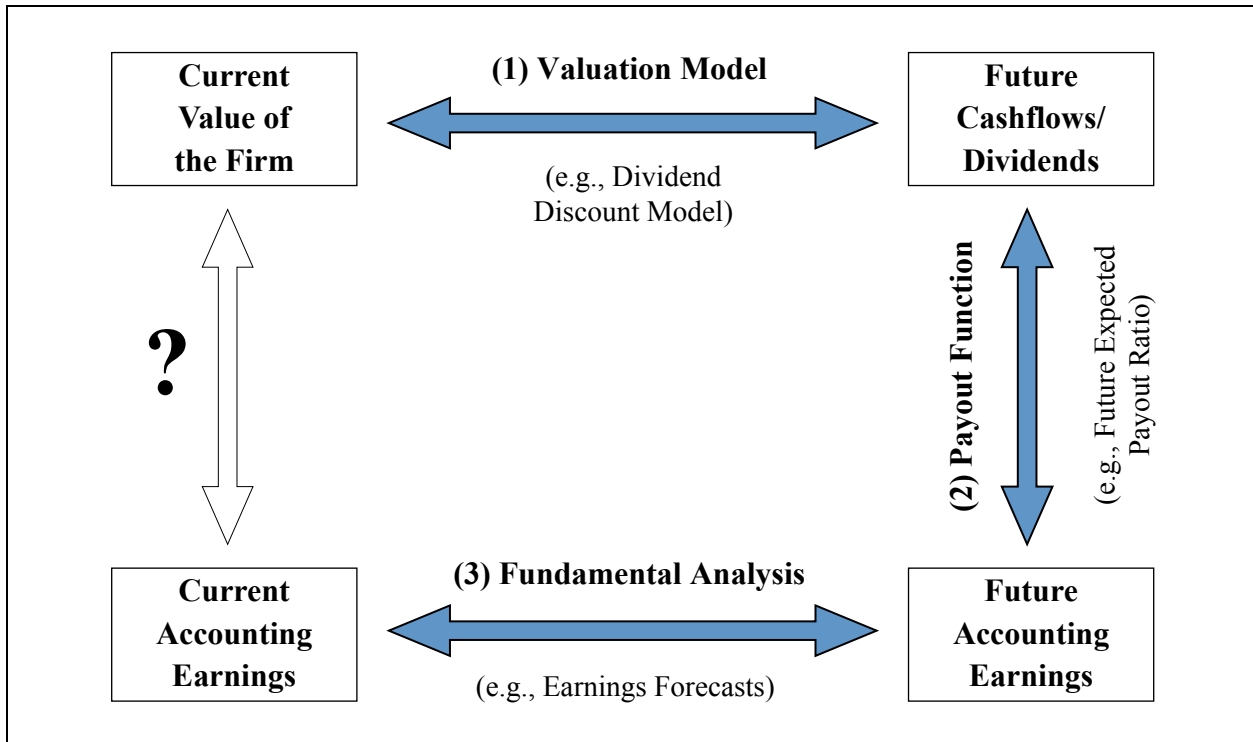 Current
Value of
the Firm
(1) Valuation Model
(e.g., Dividend
Discount Model)
Future
Cashflows/
Dividends
?
(2) Payout Function
(e.g., Future Expected
Payout Ratio)
Current
Accounting
Earnings
(3) Fundamental Analysis
(e.g., Earnings Forecasts)
Future
Accounting
Earnings